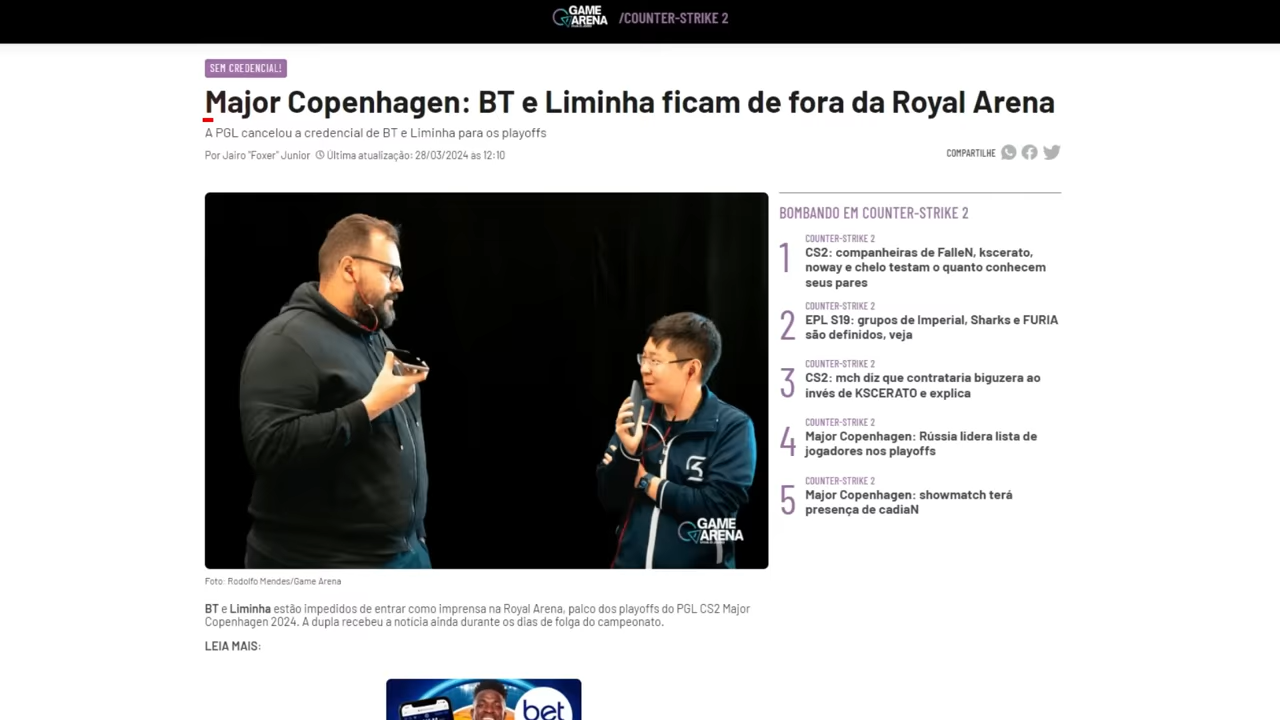 GAME ARENA /COUNTER-STRIKE 2
SEM CREDENCIAL!
Major Copenhagen: BT e Liminha ficam de fora da Royal Arena
A PGL cancelou a credencial de BT e Liminha para os playoffs
Por Jairo "Foxer" Junior Última atualização: 28/03/2024 as 12:10
COMPARTILHE
GAME
ARENA
Foto: Rodolfo Mendes/Game Arena
BT e Liminha estão impedidos de entrar como imprensa na Royal Arena, palco dos playoffs do PGL CS2 Major
Copenhagen 2024. A dupla recebeu a notícia ainda durante os dias de folga do campeonato.
LEIA MAIS:
bet
BOMBANDO EM COUNTER-STRIKE 2
1
COUNTER-STRIKE 2
CS2: companheiras de FalleN, kscerato,
noway e chelo testam o quanto conhecem
seus pares
2
COUNTER-STRIKE 2
EPL S19: grupos de Imperial, Sharks e FURIA
são definidos, veja
3
COUNTER-STRIKE 2
CS2: mch diz que contrataria biguzera ao
invés de KSCERATO e explica
4
COUNTER-STRIKE 2
Major Copenhagen: Rússia lidera lista de
jogadores nos playoffs
5
COUNTER-STRIKE 2
Major Copenhagen: showmatch terá
presença de cadiaN